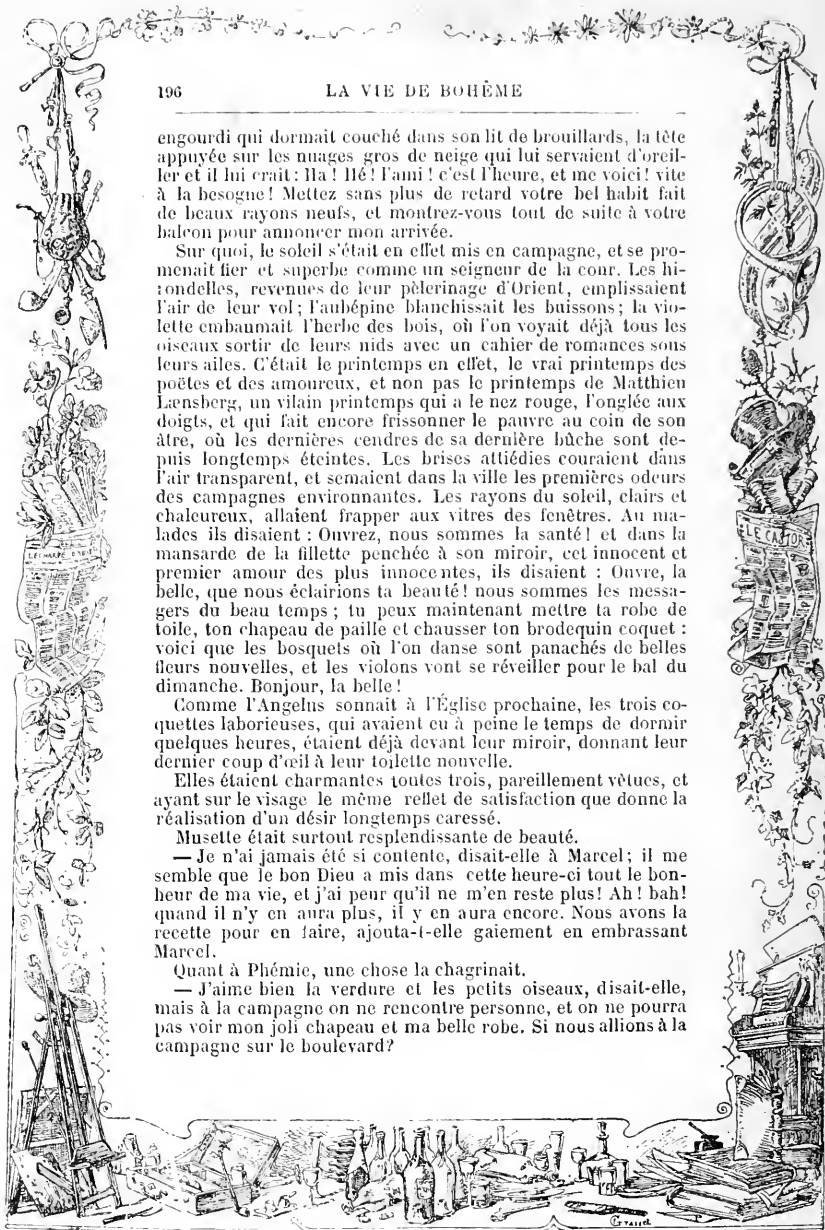 196 LA VIE DE BOHÈME
engourdi qui dormait couché dans son lit de brouillards, la tête
appuyée sur les nuages gros de neige qui lui servaient d'oreil-
ler et il lui criait: Ha ! Hé ! l'ami ! c'est l'heure, et me voici ! vite
à la besogne ! Mettez sans plus de retard votre bel habit fait
de beaux rayons neufs, et montrez-vous tout de suite à votre
balcon pour annoncer mon arrivée.
Sur quoi, le soleil s'était en effet mis en campagne, et se pro-
menait fier et superbe comme un seigneur de la cour. Les hi-
rondelles, revenues de leur pèlerinage d'Orient, emplissaient
l'air de leur vol ; l'aubépine blanchissait les buissons ; la vio-
lette embaumait l'herbe des bois, où l'on voyait déjà tous les
oiseaux sortir de leurs nids avec un cahier de romances sous
leurs ailes. C'était le printemps en effet, le vrai printemps des
poëtes et des amoureux, et non pas le printemps de Matthieu
Lænsberg, un vilain printemps qui a le nez rouge, l'onglée aux
doigts, et qui fait encore frissonner le pauvre au coin de son
âtre, où les dernières cendres de sa dernière bûche sont de-
puis longtemps éteintes. Les brises attiédies couraient dans
l'air transparent, et semaient dans la ville les premières odeurs
des campagnes environnantes. Les rayons du soleil, clairs et
chaleureux, allaient frapper aux vitres des fenêtres. Au ma-
lades ils disaient : Ouvrez, nous sommes la santé ! et dans la
mansarde de la fillette penchée à son miroir, cet innocent et
premier amour des plus innocentes, ils disaient : Ouvre, la
belle, que nous éclairions ta beauté ! nous sommes les messa-
gers du beau temps ; tu peux maintenant mettre ta robe de
toile, ton chapeau de paille et chausser ton brodequin coquet :
voici que les bosquets où l'on danse sont panachés de belles
fleurs nouvelles, et les violons vont se réveiller pour le bal du
dimanche. Bonjour, la belle !
Comme l'Angelus sonnait à l'Église prochaine, les trois co-
quettes laborieuses, qui avaient eu à peine le temps de dormir
quelques heures, étaient déjà devant leur miroir, donnant leur
dernier coup d'œil à leur toilette nouvelle.
Elles étaient charmantes toutes trois, pareillement vêtues, et
ayant sur le visage le même reflet de satisfaction que donne la
réalisation d'un désir longtemps caressé.
Musette était surtout resplendissante de beauté.
— Je n'ai jamais été si contente, disait-elle à Marcel ; il me
semble que le bon Dieu a mis dans cette heure-ci tout le bon-
heur de ma vie, et j'ai peur qu'il ne m'en reste plus ! Ah ! bah !
quand il n'y en aura plus, il y en aura encore. Nous avons la
recette pour en faire, ajouta-t-elle gaiement en embrassant
Marcel.
Quant à Phémie, une chose la chagrinait.
— J'aime bien la verdure et les petits oiseaux, disait-elle,
mais à la campagne on ne rencontre personne, et on ne pourra
pas voir mon joli chapeau et ma belle robe. Si nous allions à la
campagne sur le boulevard ?
LE CASTOR